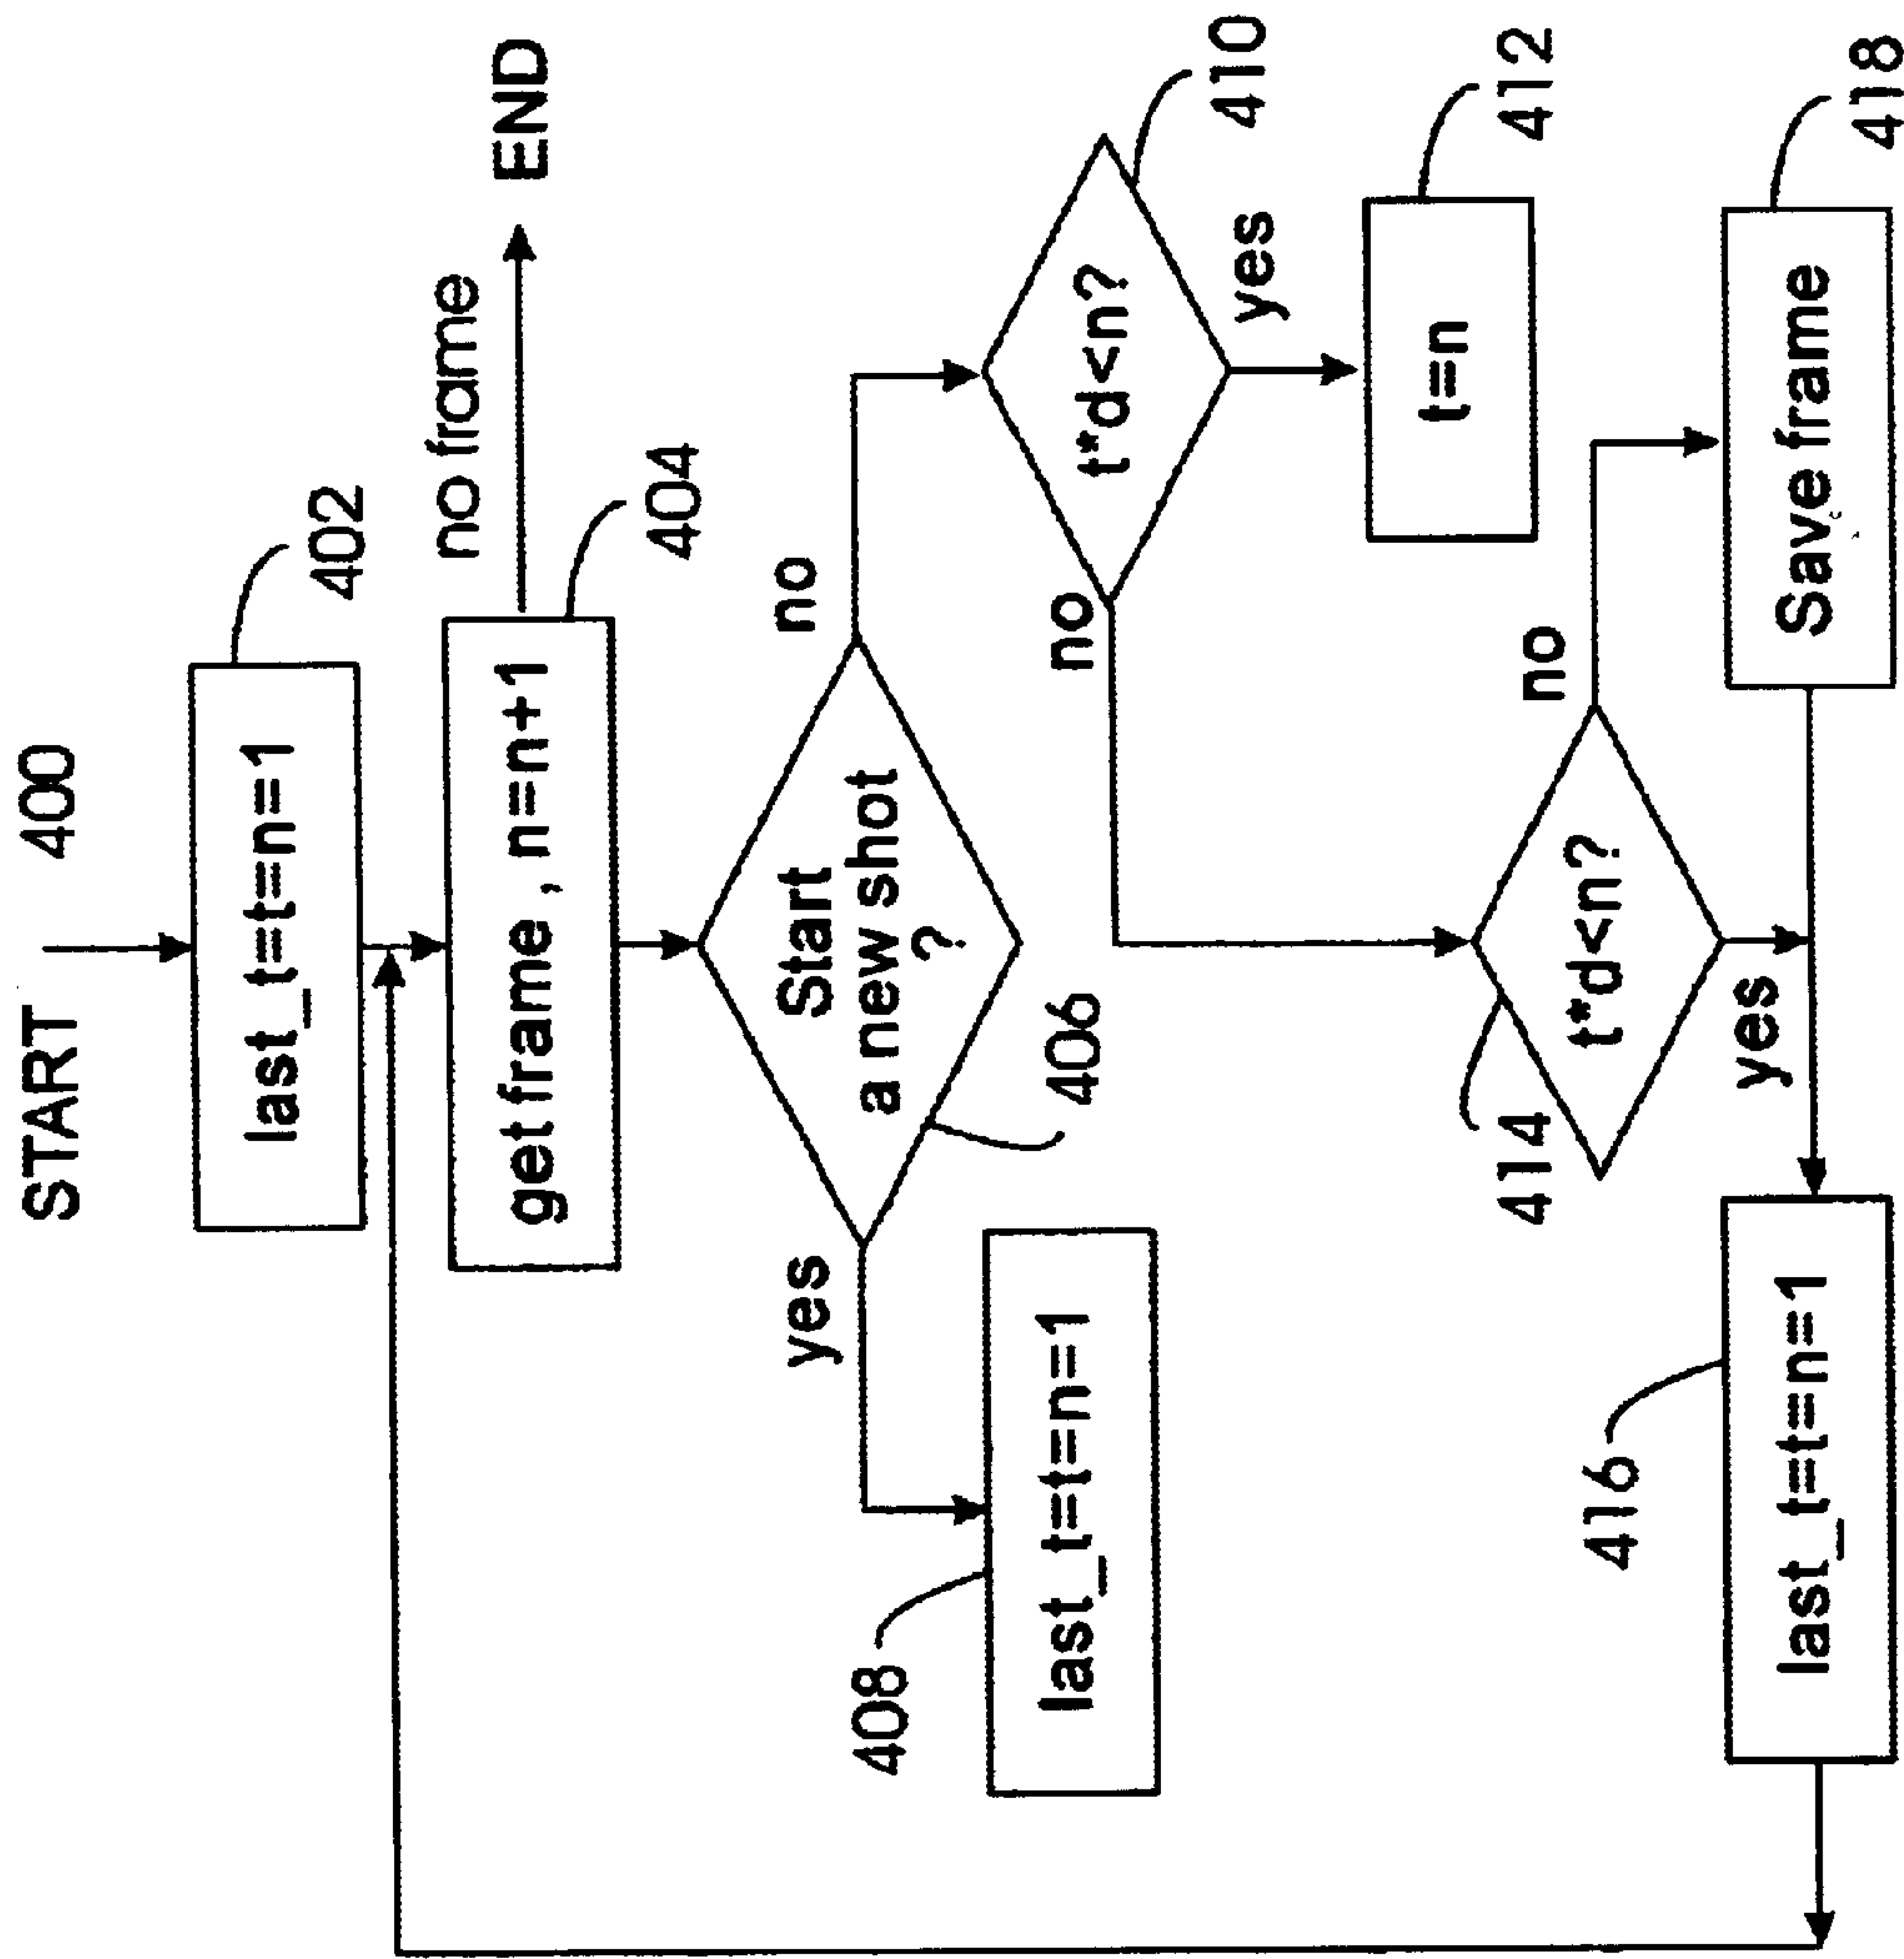 START 400
last_t=t=n=1
402
no frame
END
get frame, n=n+1
404
Start
a new shot
?
406
yes
no
last_t=t=n=1
408
t*d<n?
410
no
yes
t=n
412
t*d<n?
414
no
yes
last_t=t=n=1
416
Save frame
418